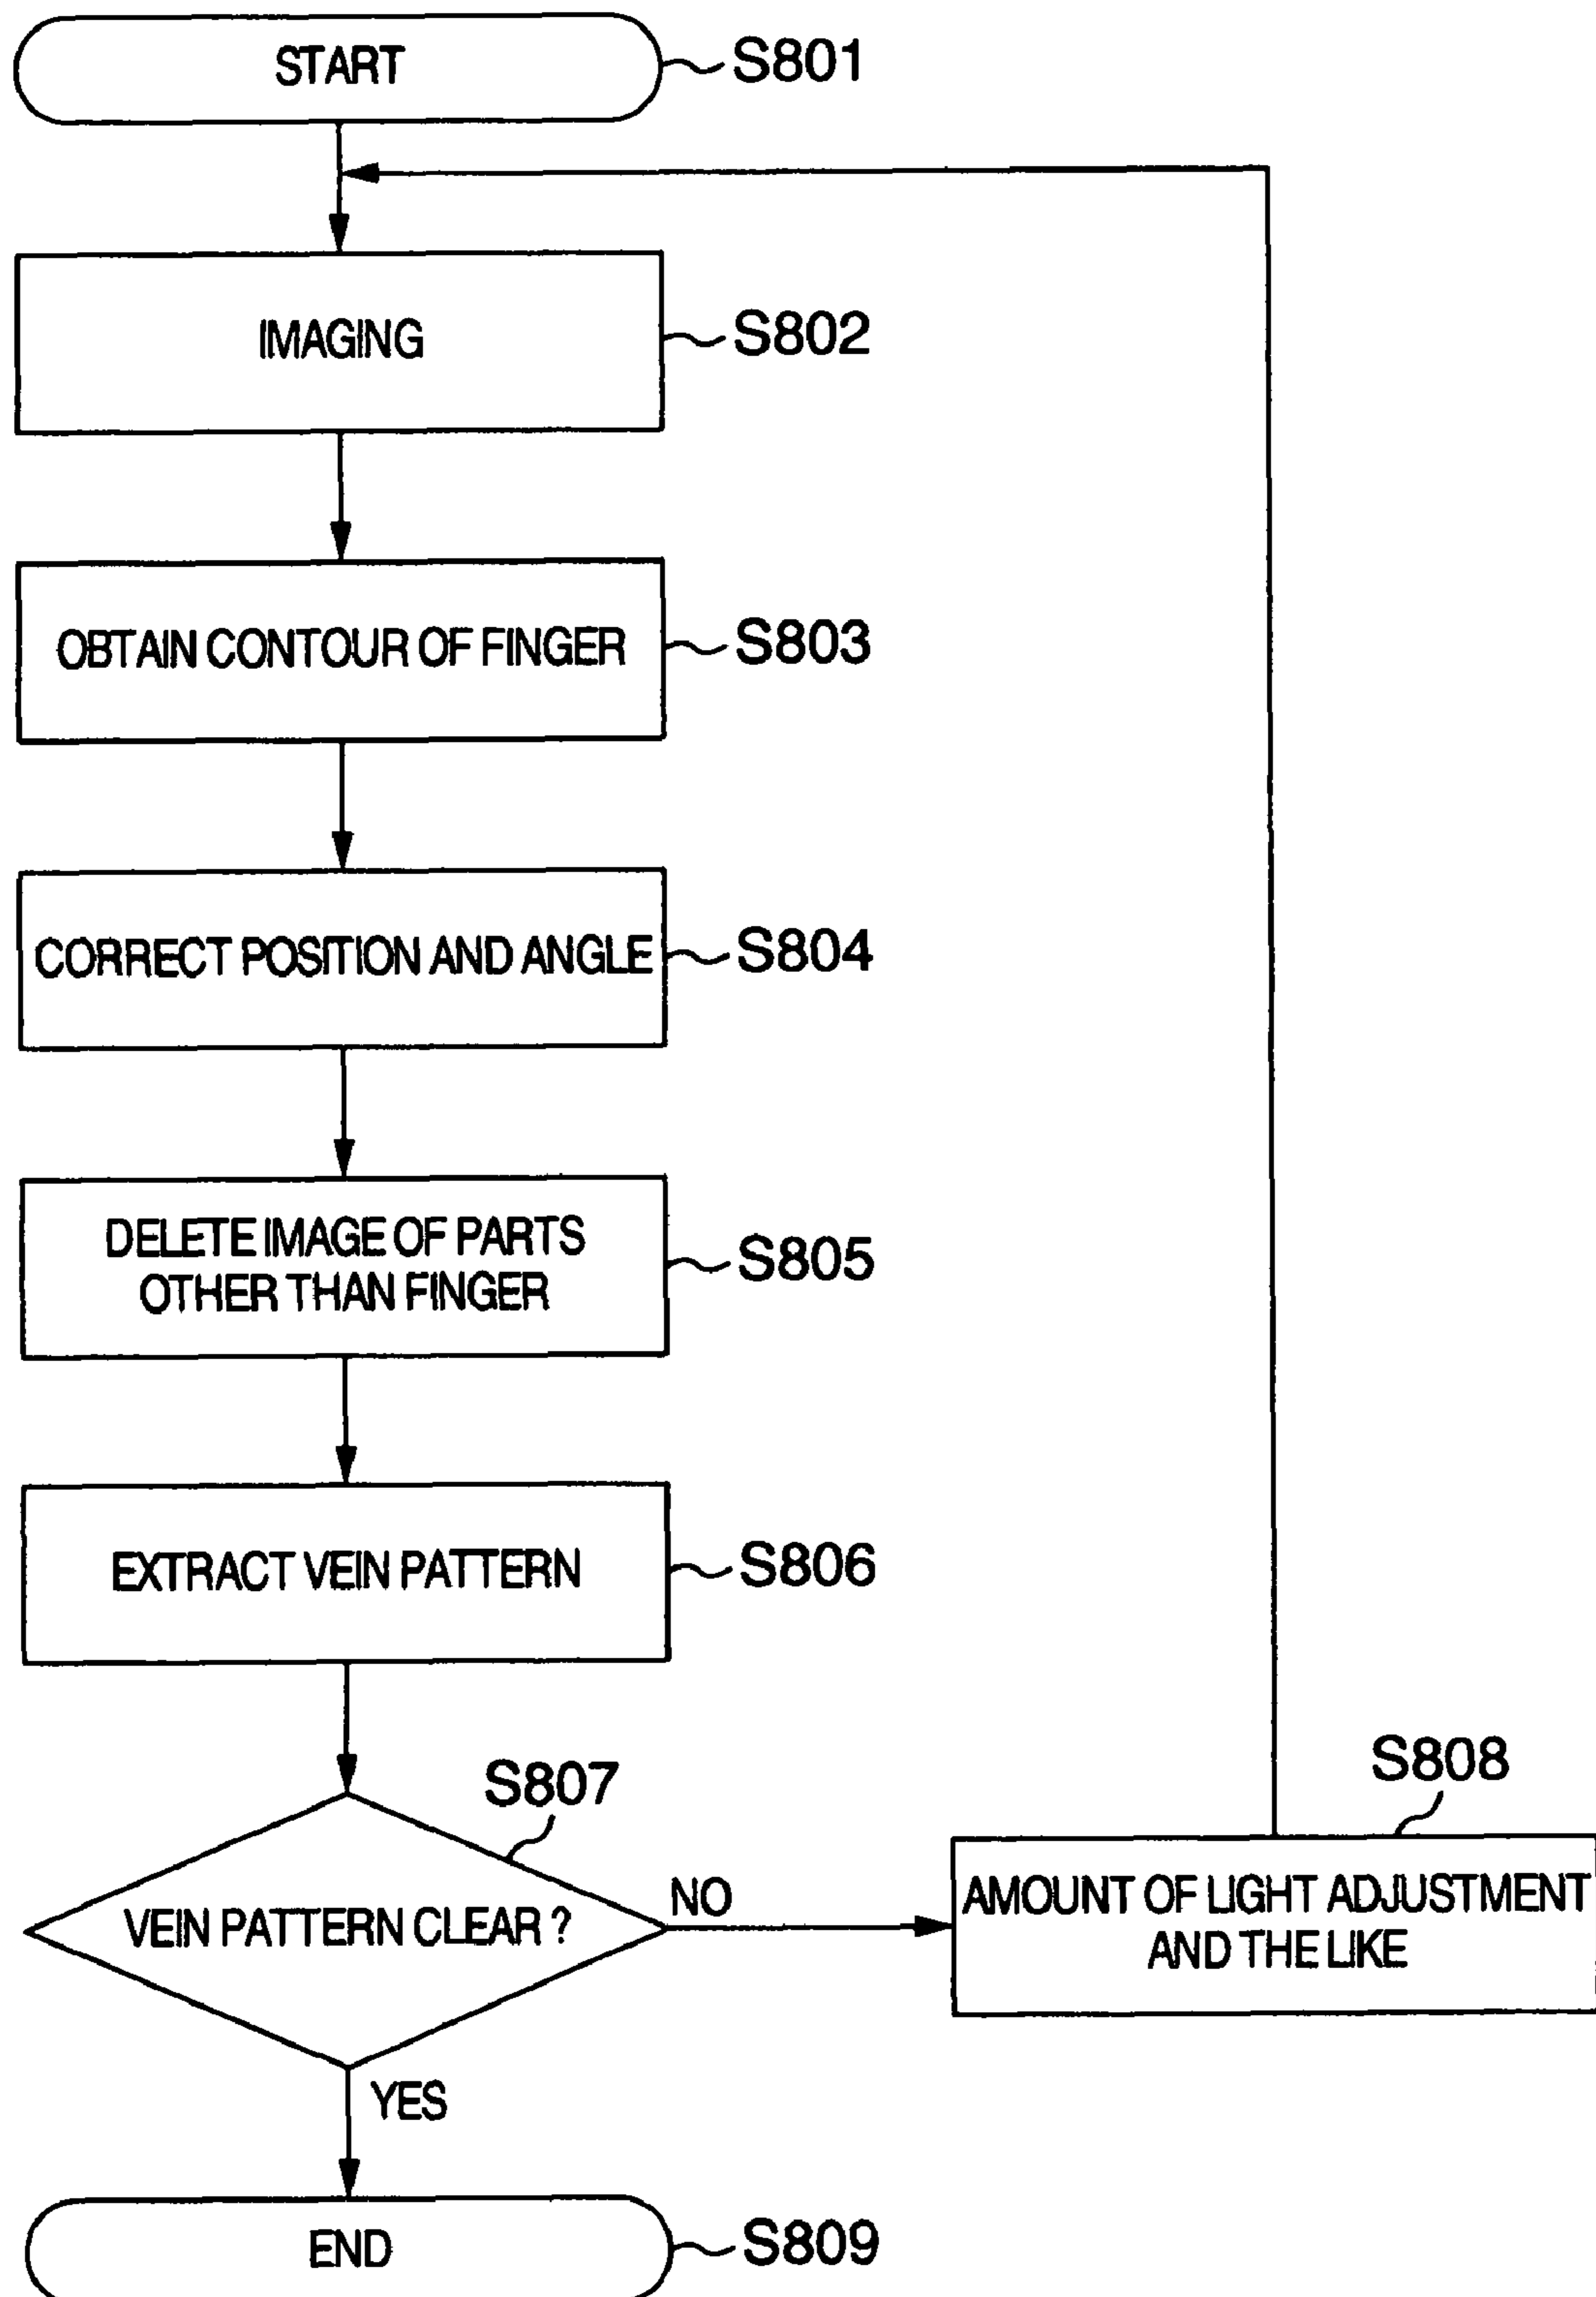 START
S801
IMAGING
S802
OBTAIN CONTOUR OF FINGER
S803
CORRECT POSITION AND ANGLE
S804
DELETE IMAGE OF PARTS
OTHER THAN FINGER
S805
EXTRACT VEIN PATTERN
S806
S807
VEIN PATTERN CLEAR ?
NO
S808
AMOUNT OF LIGHT ADJUSTMENT
AND THE LIKE
YES
END
S809